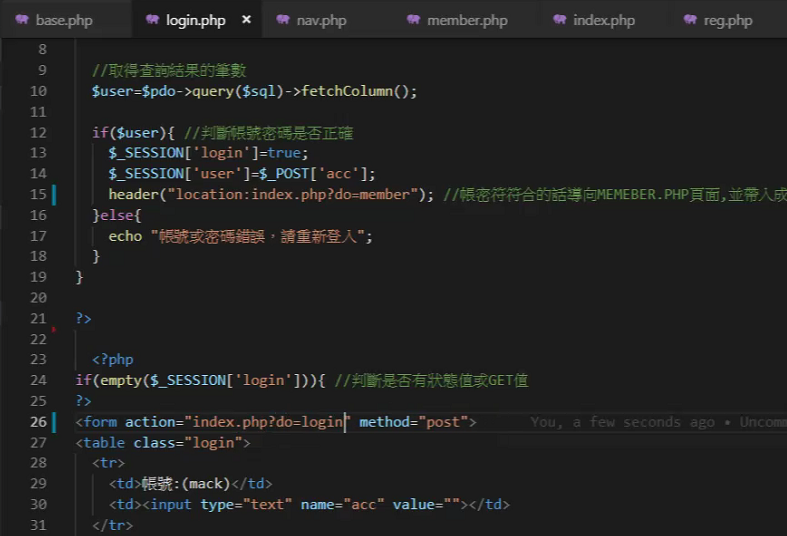 base.php login.php × nav.php member.php index.php reg.php
8
9 //取得查詢結果的筆數
10 $user=$pdo->query($sql)->fetchColumn();
11
12 if($user){ //判斷帳號密碼是否正確
13 $_SESSION['login']=true;
14 $_SESSION['user']=$_POST['acc'];
15 header("location:index.php?do=member"); //帳密符符合的話導向MEMEBER.PHP頁面,並帶入成
16 }else{
17 echo "帳號或密碼錯誤，請重新登入";
18 }
19 }
20
21 ?>
22
23 <?php
24 if(empty($_SESSION['login'])){ //判斷是否有狀態值或GET值
25 ?>
26 <form action="index.php?do=login" method="post"> You, a few seconds ago • Uncomm
27 <table class="login">
28 <tr>
29 <td>帳號:(mack)</td>
30 <td><input type="text" name="acc" value=""></td>
31 </tr>